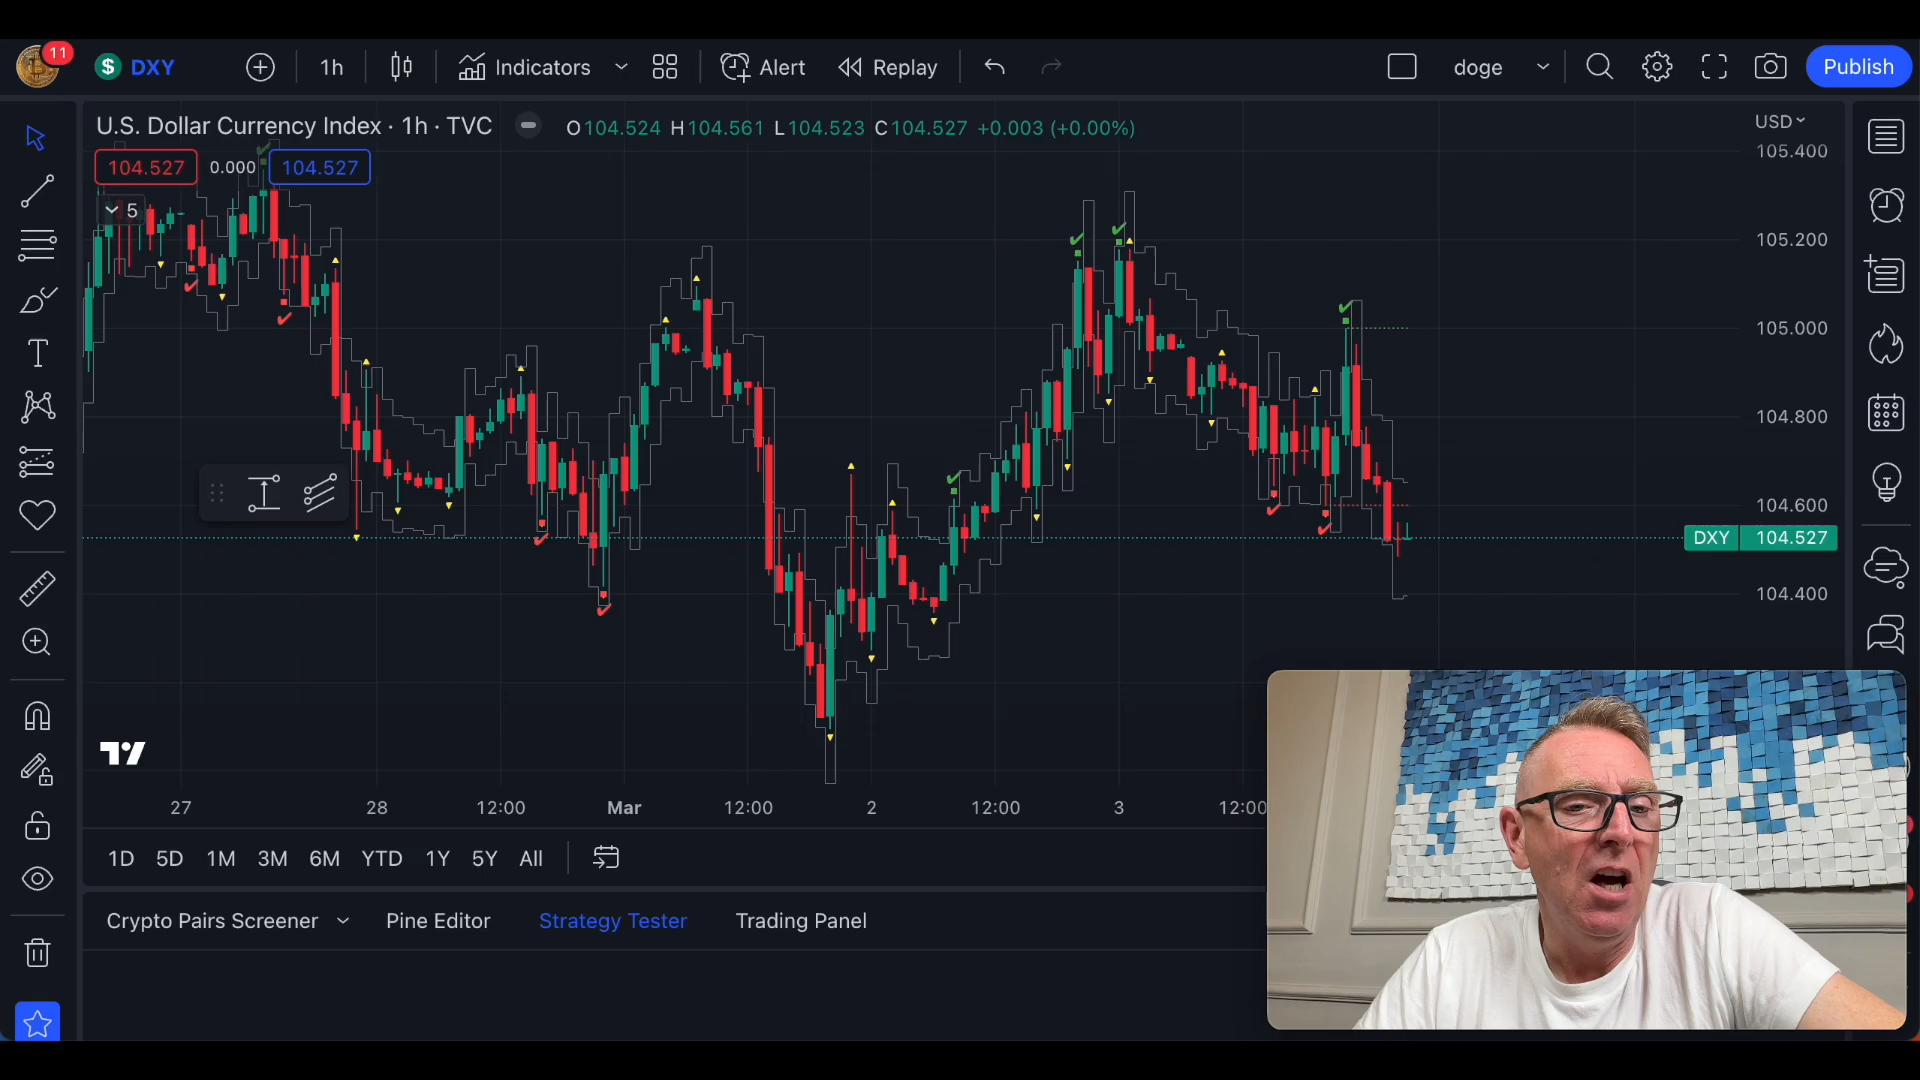 11
$ DXY
1h
Indicators
Alert
Replay
doge
Publish
U.S. Dollar Currency Index · 1h · TVC
O104.524 H104.561 L104.523 C104.527 +0.003 (+0.00%)
USD
104.527 0.000 104.527
5
105.400
105.200
105.000
104.800
104.600
DXY 104.527
104.400
27 28 12:00 Mar 12:00 2 12:00 3 12:00
1D 5D 1M 3M 6M YTD 1Y 5Y All
Crypto Pairs Screener Pine Editor Strategy Tester Trading Panel